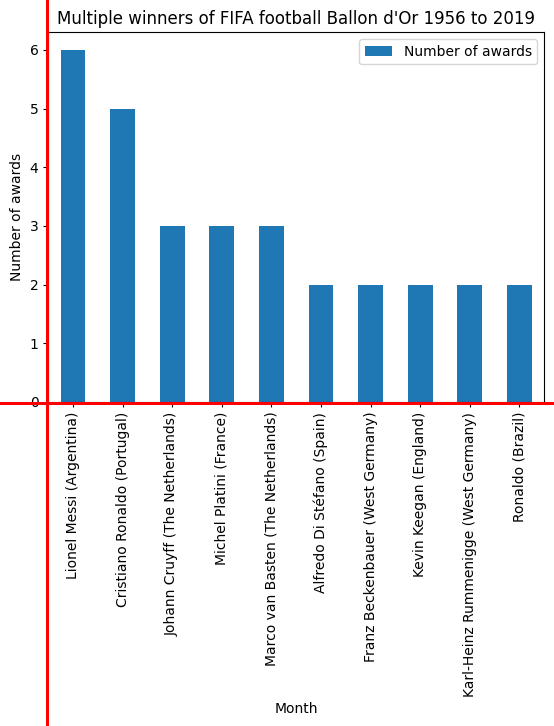 Multiple winners of FIFA football Ballon d'Or 1956 to 2019
Number of awards
Number of awards
6
5
4
3
2
1
0
Lionel Messi (Argentina)
Cristiano Ronaldo (Portugal)
Johann Cruyff (The Netherlands)
Michel Platini (France)
Marco van Basten (The Netherlands)
Alfredo Di Stéfano (Spain)
Franz Beckenbauer (West Germany)
Kevin Keegan (England)
Karl-Heinz Rummenigge (West Germany)
Ronaldo (Brazil)
Month